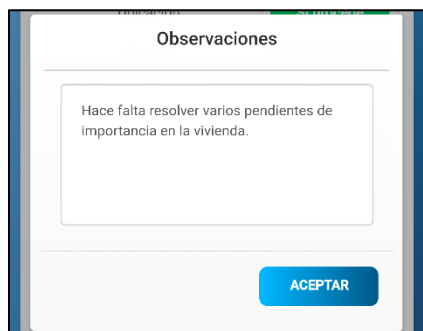 Observaciones
Hace falta resolver varios pendientes de
importancia en la vivienda.
ACEPTAR